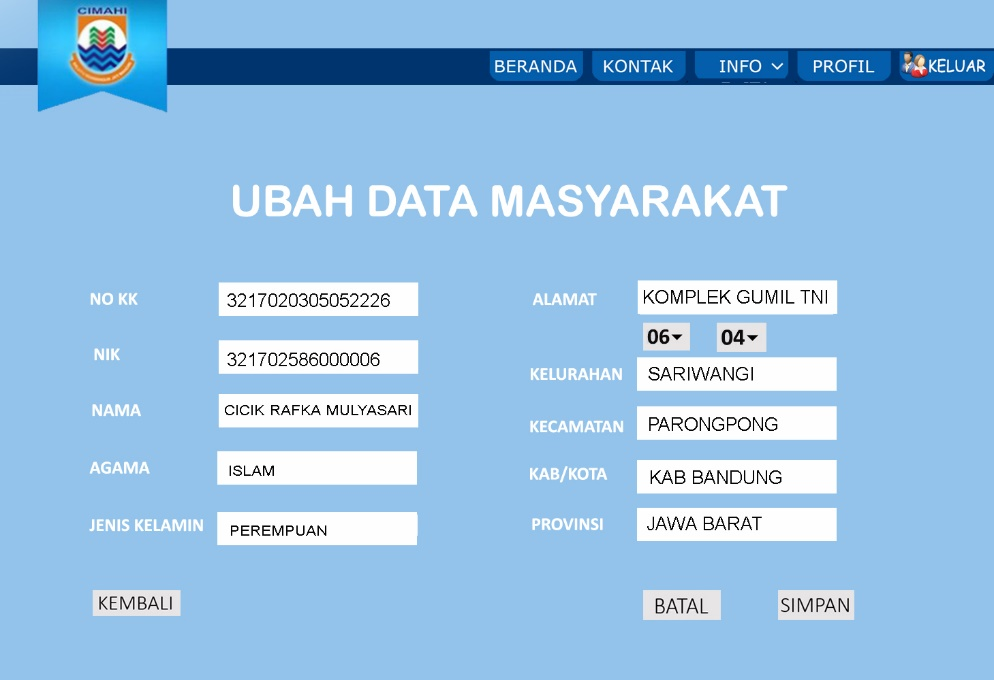 CIMAHI
BERANDA KONTAK INFO PROFIL KELUAR
UBAH DATA MASYARAKAT
NO KK 3217020305052226
NIK 321702586000006
NAMA CICIK RAFKA MULYASARI
AGAMA ISLAM
JENIS KELAMIN PEREMPUAN
ALAMAT KOMPLEK GUMIL TNI
06 04
KELURAHAN SARIWANGI
KECAMATAN PARONGPONG
KAB/KOTA KAB BANDUNG
PROVINSI JAWA BARAT
KEMBALI BATAL SIMPAN